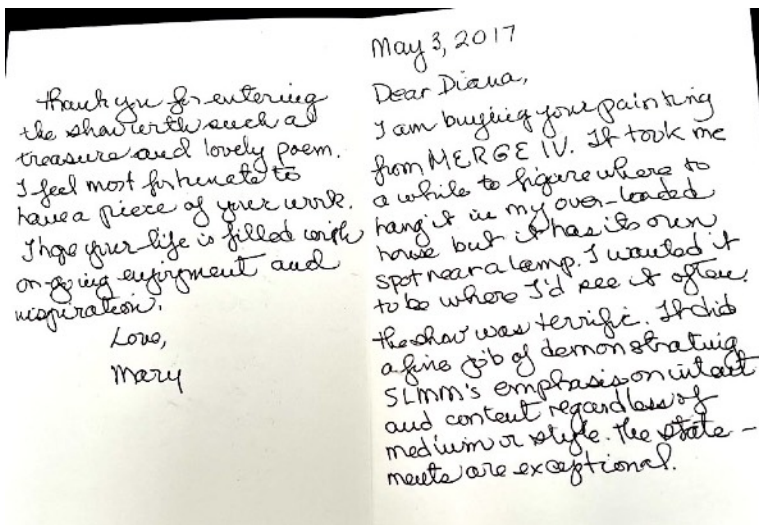 May 3, 2017
Dear Diana,
I am buying your painting
from MERGE IV. It took me
a while to figure where to
hang it in my over-loaded
house but it has its own
spot near a lamp. I wanted it
to be where I'd see it often.
the show was terrific. It did
a fine job of demonstrating
SLMM's emphasis on intent
and content regardless of
medium or style. the state-
ments are exceptional.
thank you for entering
the show with such a
treasure and lovely poem.
I feel most fortunate to
have a piece of your work.
I hope your life is filled with
on-going enjoyment and
inspiration.
Love,
Mary